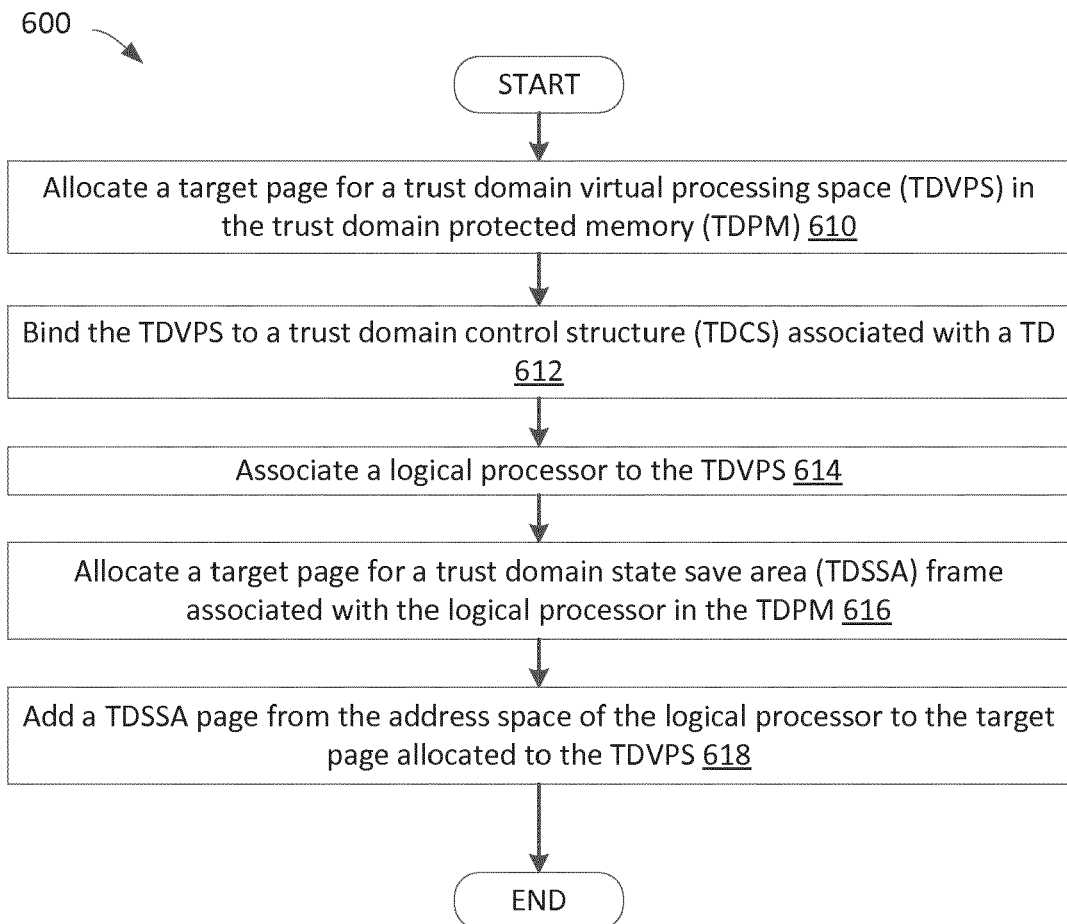 600
START
Allocate a target page for a trust domain virtual processing space (TDVPS) in
the trust domain protected memory (TDPM) 610
Bind the TDVPS to a trust domain control structure (TDCS) associated with a TD
612
Associate a logical processor to the TDVPS 614
Allocate a target page for a trust domain state save area (TDSSA) frame
associated with the logical processor in the TDPM 616
Add a TDSSA page from the address space of the logical processor to the target
page allocated to the TDVPS 618
END